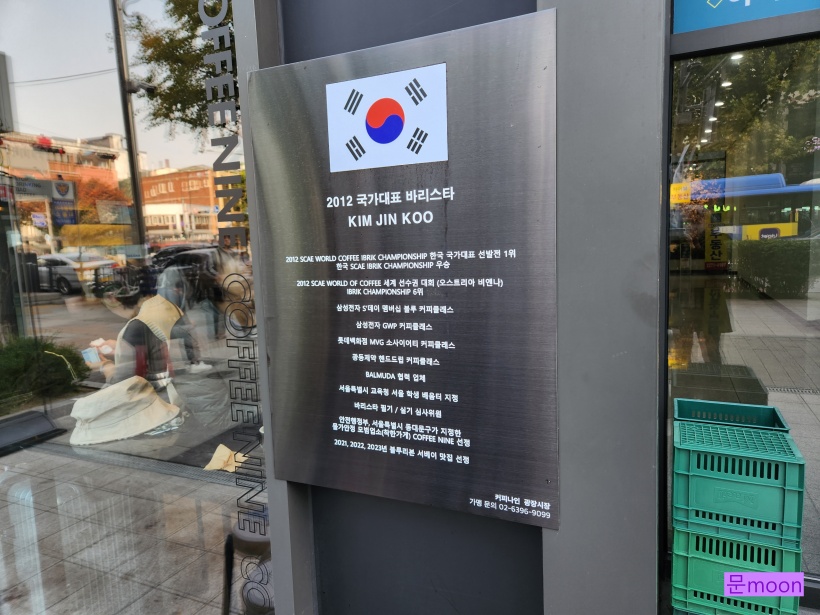 2012 국가대표 바리스타
KIM JIN KOO
2012 SCAE WORLD COFFEE IBRIK CHAMPIONSHIP 한국 국가대표 선발전 1위
한국 SCAE IBRIK CHAMPIONSHIP 우승
2012 SCAE WORLD OF COFFEE 세계 선수권 대회 (오스트리아 비엔나)
IBRIK CHAMPIONSHIP 6위
삼성전자 S'데이 멤버십 블루 커피클래스
삼성전자 GWP 커피클래스
롯데백화점 MVG 소사이어티 커피클래스
광동제약 핸드드립 커피클래스
BALMUDA 협력 업체
서울특별시 교육청 서울 학생 배움터 지정
바리스타 필기 / 실기 심사위원
안전행정부, 서울특별시 동대문구가 지정한
물가안정 모범업소(착한가게) COFFEE NINE 선정
2021, 2022, 2023년 블루리본 서베이 맛집 선정
커피나인 광장시장
가맹 문의 02-6396-9099
COFFEE NINE
COFFEE NINE
부동산
문moon